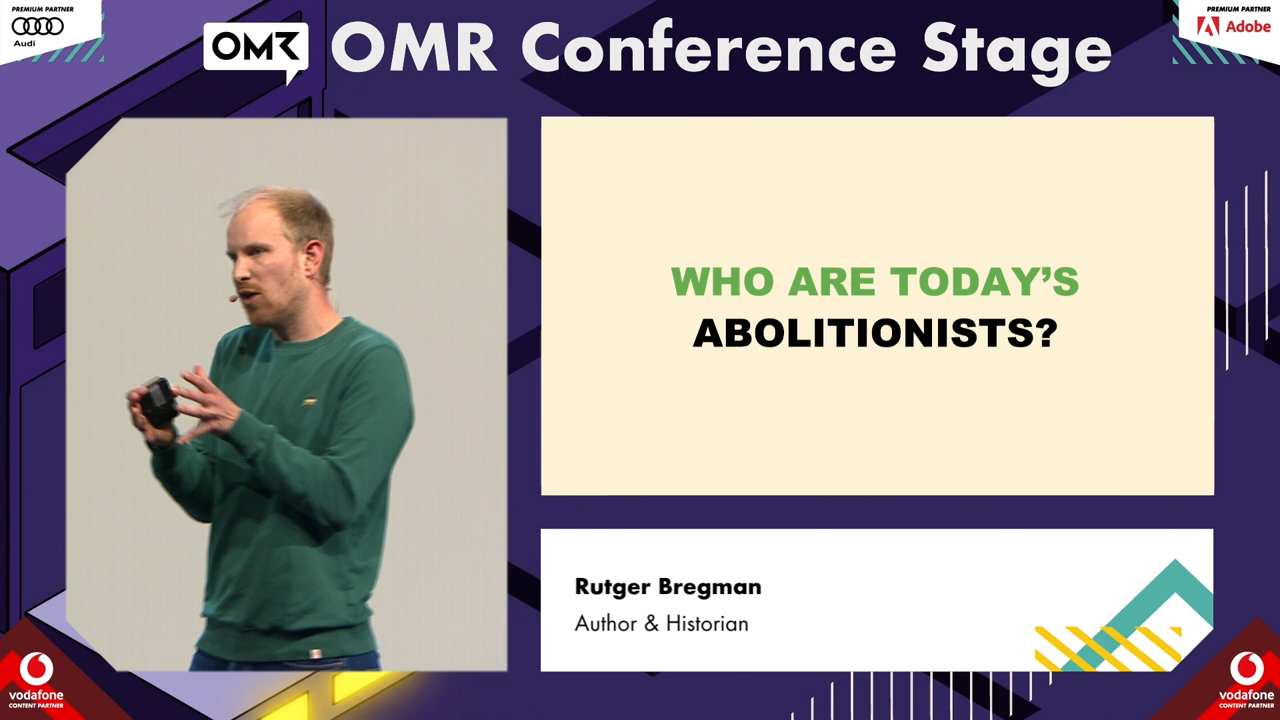 PREMIUM PARTNER
Audi
OMR OMR Conference Stage
PREMIUM PARTNER
Adobe
WHO ARE TODAY'S
ABOLITIONISTS?
Rutger Bregman
Author & Historian
vodafone
CONTENT PARTNER
vodafone
CONTENT PARTNER